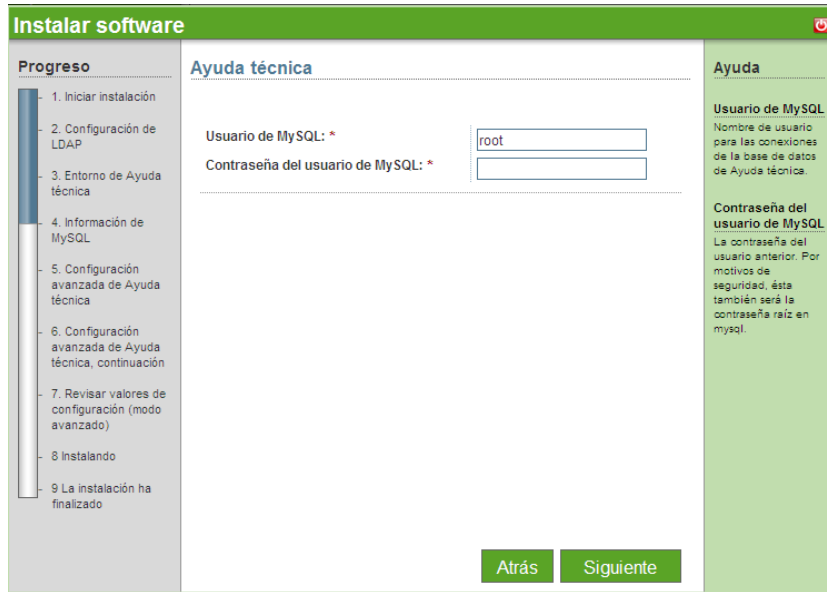 Instalar software
Progreso
- 1. Iniciar instalación
- 2. Configuración de
LDAP
- 3. Entorno de Ayuda
técnica
- 4. Información de
MySQL
- 5. Configuración
avanzada de Ayuda
técnica
- 6. Configuración
avanzada de Ayuda
técnica, continuación
- 7. Revisar valores de
configuración (modo
avanzado)
- 8 Instalando
- 9 La instalación ha
finalizado
Ayuda técnica
Usuario de MySQL: *
root
Contraseña del usuario de MySQL: *
Atrás
Siguiente
Ayuda
Usuario de MySQL
Nombre de usuario
para las conexiones
de la base de datos
de Ayuda técnica.
Contraseña del
usuario de MySQL
La contraseña del
usuario anterior. Por
motivos de
seguridad, ésta
también será la
contraseña raíz en
mysql.